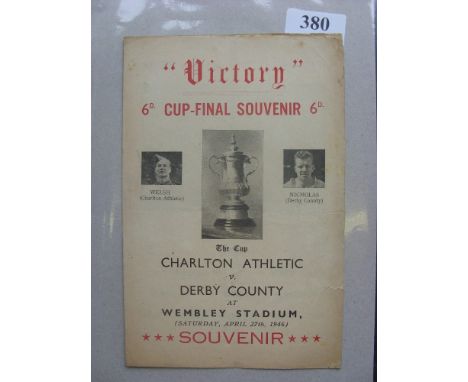 380
"Victory"
6D. CUP-FINAL SOUVENIR 6D.
WELSH
(Charlton Athletic)
NICHOLAS
(Derby County)
The Cup
CHARLTON ATHLETIC
v.
DERBY COUNTY
AT
WEMBLEY STADIUM,
(SATURDAY, APRIL 27th, 1946)
★★★ SOUVENIR ★★★